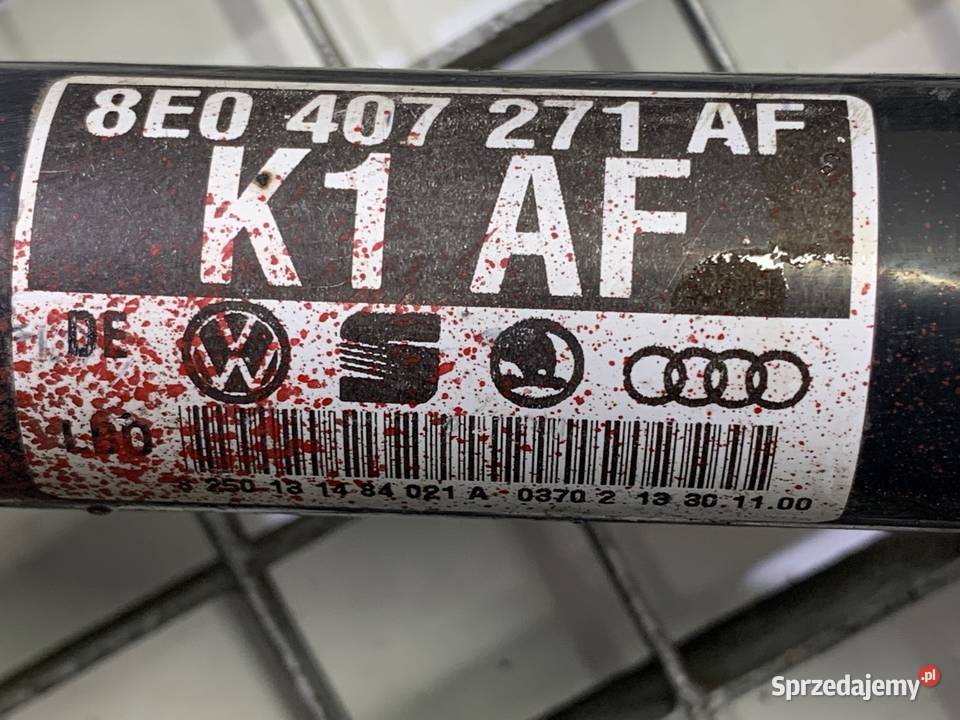 8E0 407 271 AF
K1 AF
DE
250 13 14 84 021 A 0370 2 13 30 11.00
Sprzedajemy.pl